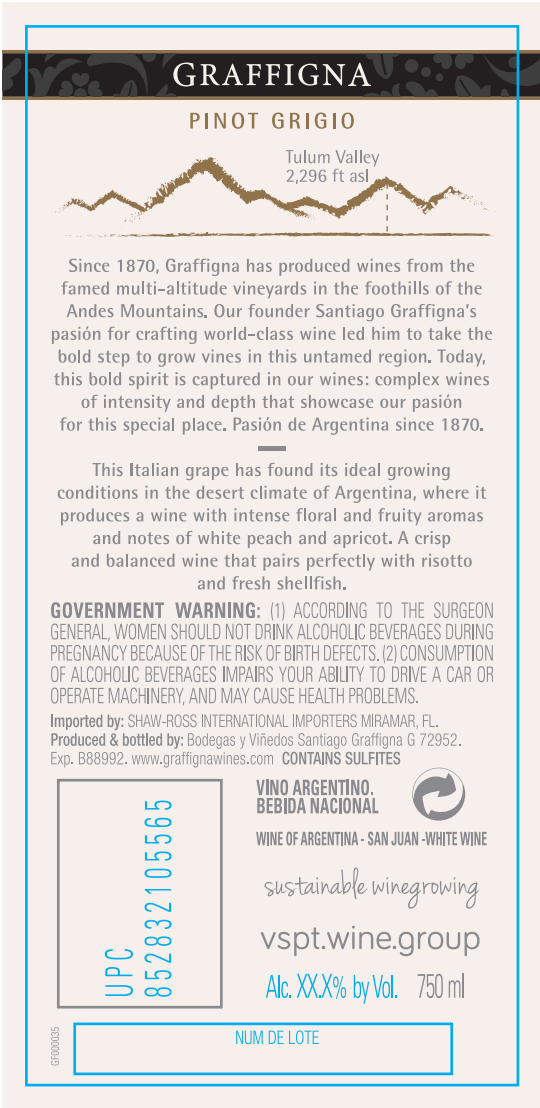 GRAFFIGNA
PINOT GRIGIO
Tulum Valley
2,296 ft asl
Since 1870, Graffigna has produced wines from the
famed multi-altitude vineyards in the foothills of the
Andes Mountains. Our founder Santiago Graffigna's
pasión for crafting world-class wine led him to take the
bold step to grow vines in this untamed region. Today,
this bold spirit is captured in our wines: complex wines
of intensity and depth that showcase our pasión
for this special place. Pasión de Argentina since 1870.
This Italian grape has found its ideal growing
conditions in the desert climate of Argentina, where it
produces a wine with intense floral and fruity aromas
and notes of white peach and apricot. A crisp
and balanced wine that pairs perfectly with risotto
and fresh shellfish.
GOVERNMENT WARNING: (1) ACCORDING TO THE SURGEON
GENERAL, WOMEN SHOULD NOT DRINK ALCOHOLIC BEVERAGES DURING
PREGNANCY BECAUSE OF THE RISK OF BIRTH DEFECTS. (2) CONSUMPTION
OF ALCOHOLIC BEVERAGES IMPAIRS YOUR ABILITY TO DRIVE A CAR OR
OPERATE MACHINERY, AND MAY CAUSE HEALTH PROBLEMS.
Imported by: SHAW-ROSS INTERNATIONAL IMPORTERS MIRAMAR, FL.
Produced & bottled by: Bodegas y Viñedos Santiago Graffigna G 72952.
Exp. B88992. www.graffignawines.com CONTAINS SULFITES
UPC
852832105565
VINO ARGENTINO.
BEBIDA NACIONAL
WINE OF ARGENTINA - SAN JUAN -WHITE WINE
sustainable winegrowing
vspt.wine.group
Alc. XX.X% by Vol. 750 ml
GF000035
NUM DE LOTE